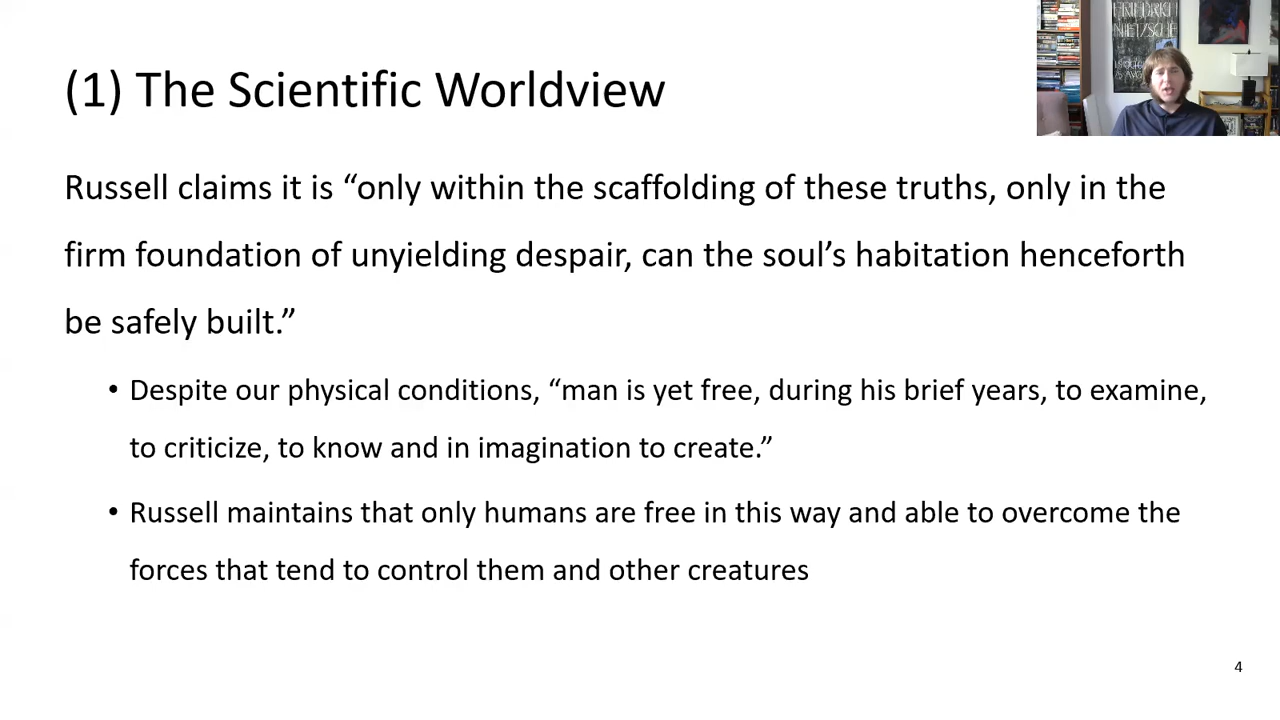 (1) The Scientific Worldview
FRIEDRICH
NIETZSCHE
Russell claims it is “only within the scaffolding of these truths, only in the
firm foundation of unyielding despair, can the soul’s habitation henceforth
be safely built.”
• Despite our physical conditions, “man is yet free, during his brief years, to examine,
to criticize, to know and in imagination to create.”
• Russell maintains that only humans are free in this way and able to overcome the
forces that tend to control them and other creatures
4